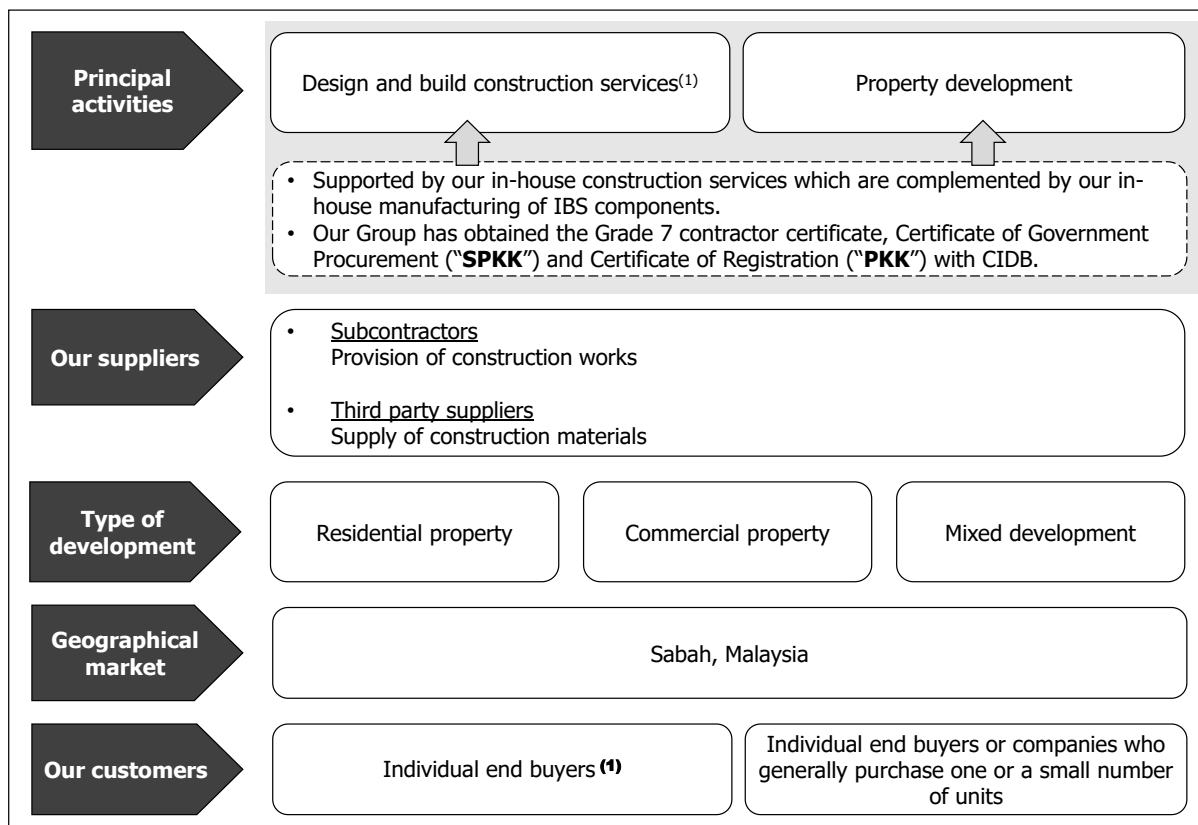 Principal
activities
Design and build construction services(1)
Property development
• Supported by our in-house construction services which are complemented by our in-
house manufacturing of IBS components.
• Our Group has obtained the Grade 7 contractor certificate, Certificate of Government
Procurement (“SPKK”) and Certificate of Registration (“PKK”) with CIDB.
Our suppliers
• Subcontractors
Provision of construction works
• Third party suppliers
Supply of construction materials
Type of
development
Residential property
Commercial property
Mixed development
Geographical
market
Sabah, Malaysia
Our customers
Individual end buyers (1)
Individual end buyers or companies who
generally purchase one or a small number
of units